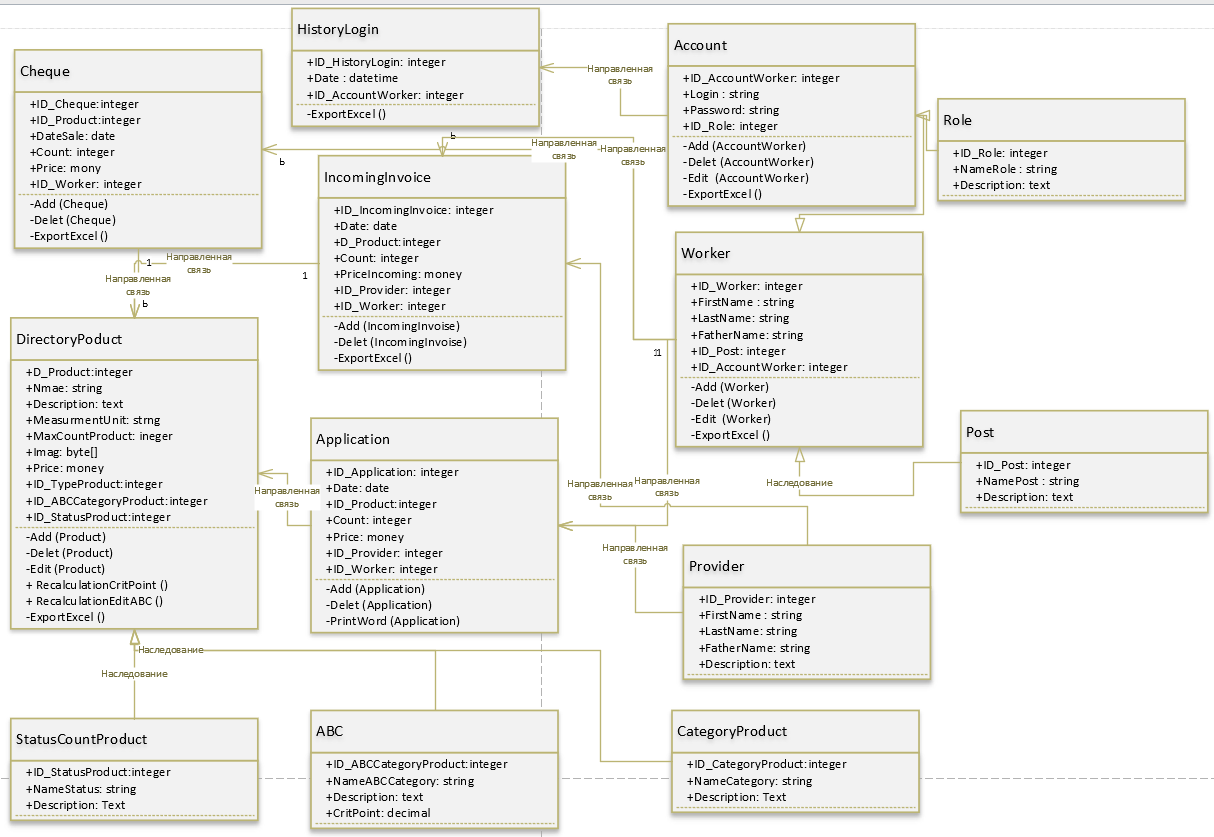 HistoryLogin
+ID_HistoryLogin: integer
+Date : datetime
+ID_AccountWorker: integer
-ExportExcel ()
Account
+ID_AccountWorker: integer
+Login : string
+Password: string
+ID_Role: integer
-Add (AccountWorker)
-Delet (AccountWorker)
-Edit (AccountWorker)
-ExportExcel ()
Направленная
связь
Cheque
+ID_Cheque:integer
+ID_Product:integer
+DateSale: date
+Count: integer
+Price: mony
+ID_Worker: integer
-Add (Cheque)
-Delet (Cheque)
-ExportExcel ()
Role
+ID_Role: integer
+NameRole : string
+Description: text
ь
ь
Направленная
связь
Направленная
связь
IncomingInvoice
+ID_IncomingInvoice: integer
+Date: date
+D_Product:integer
+Count: integer
+PriceIncoming: money
+ID_Provider: integer
+ID_Worker: integer
-Add (IncomingInvoise)
-Delet (IncomingInvoise)
-ExportExcel ()
Worker
+ID_Worker: integer
+FirstName : string
+LastName: string
+FatherName: string
+ID_Post: integer
+ID_AccountWorker: integer
-Add (Worker)
-Delet (Worker)
-Edit (Worker)
-ExportExcel ()
1
Направленная
связь
1
Направленная
связь
ь
11
DirectoryPoduct
+D_Product:integer
+Nmae: string
+Description: text
+MeasurmentUnit: strng
+MaxCountProduct: ineger
+Imag: byte[]
+Price: money
+ID_TypeProduct:integer
+ID_ABCCategoryProduct:integer
+ID_StatusProduct:integer
-Add (Product)
-Delet (Product)
-Edit (Product)
+ RecalculationCritPoint ()
+ RecalculationEditABC ()
-ExportExcel ()
Application
+ID_Application: integer
+Date: date
+ID_Product:integer
+Count: integer
+Price: money
+ID_Provider: integer
+ID_Worker: integer
-Add (Application)
-Delet (Application)
-PrintWord (Application)
Post
+ID_Post: integer
+NamePost : string
+Description: text
Направленная
связь
Направленная
связь
Направленная
связь
Наследование
Направленная
связь
Provider
+ID_Provider: integer
+FirstName : string
+LastName: string
+FatherName: string
+Description: text
Наследование
Наследование
StatusCountProduct
+ID_StatusProduct:integer
+NameStatus: string
+Description: Text
ABC
+ID_ABCCategoryProduct:integer
+NameABCCategory: string
+Description: text
+CritPoint: decimal
CategoryProduct
+ID_CategoryProduct:integer
+NameCategory: string
+Description: Text